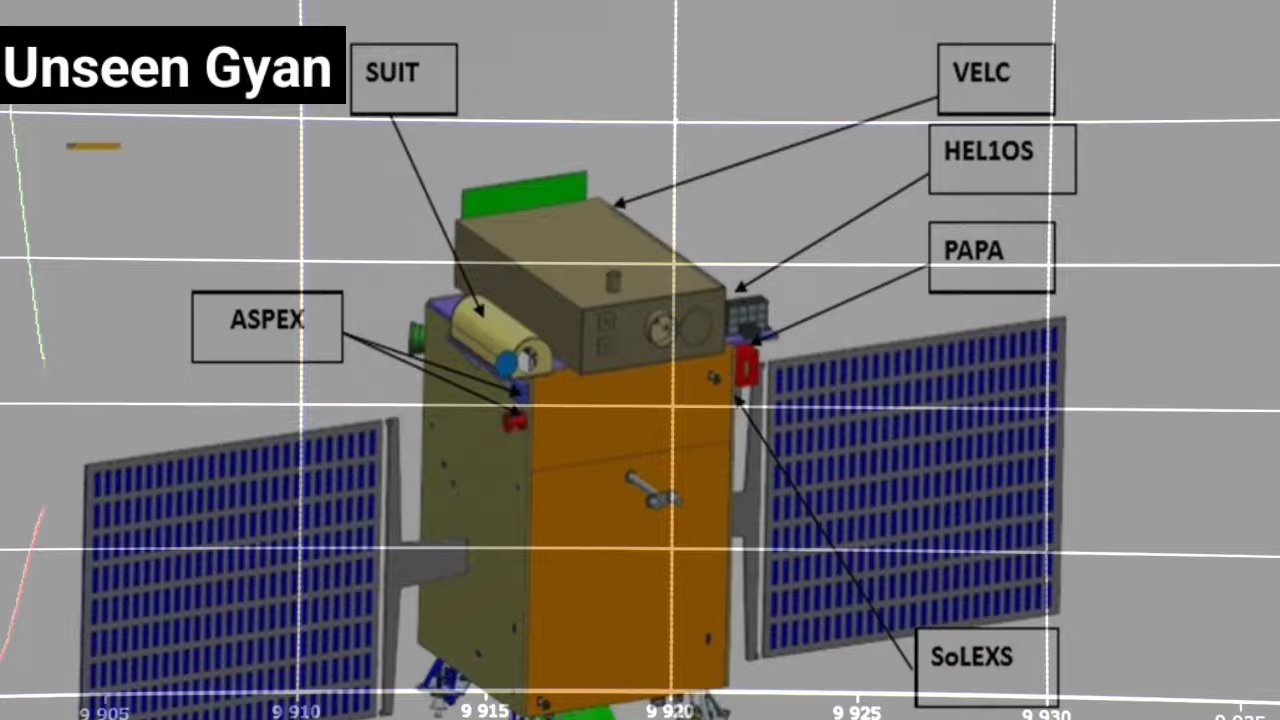 Unseen Gyan
SUIT
VELC
HEL1OS
PAPA
ASPEX
SoLEXS
9 905
9 910
9 915
9 920
9 925
9 930